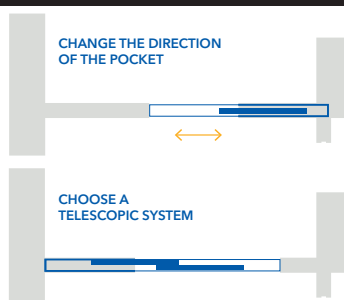 CHANGE THE DIRECTION
OF THE POCKET
CHOOSE A
TELESCOPIC SYSTEM